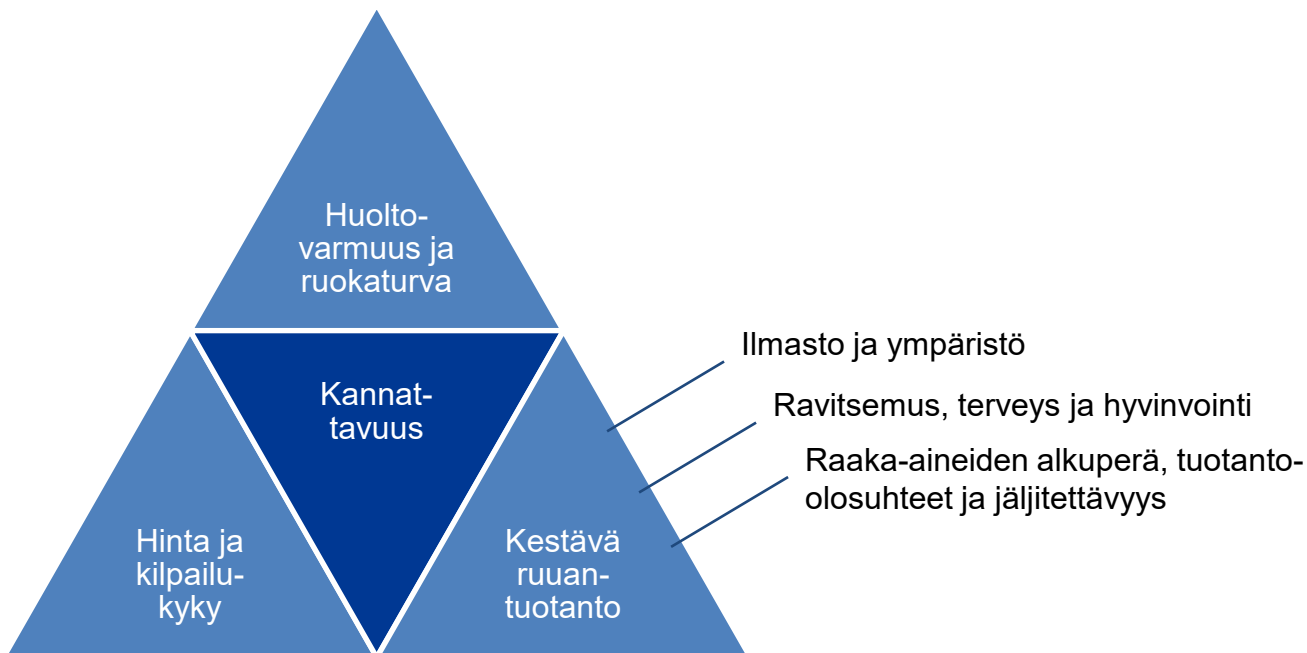 Huolto-
varmuus ja
ruokaturva
Kannat-
tavuus
Hinta ja
kilpailu-
kyky
Kestävä
ruuan-
tuotanto
Ilmasto ja ympäristö
Ravitsemus, terveys ja hyvinvointi
Raaka-aineiden alkuperä, tuotanto-
olosuhteet ja jäljitettävyys